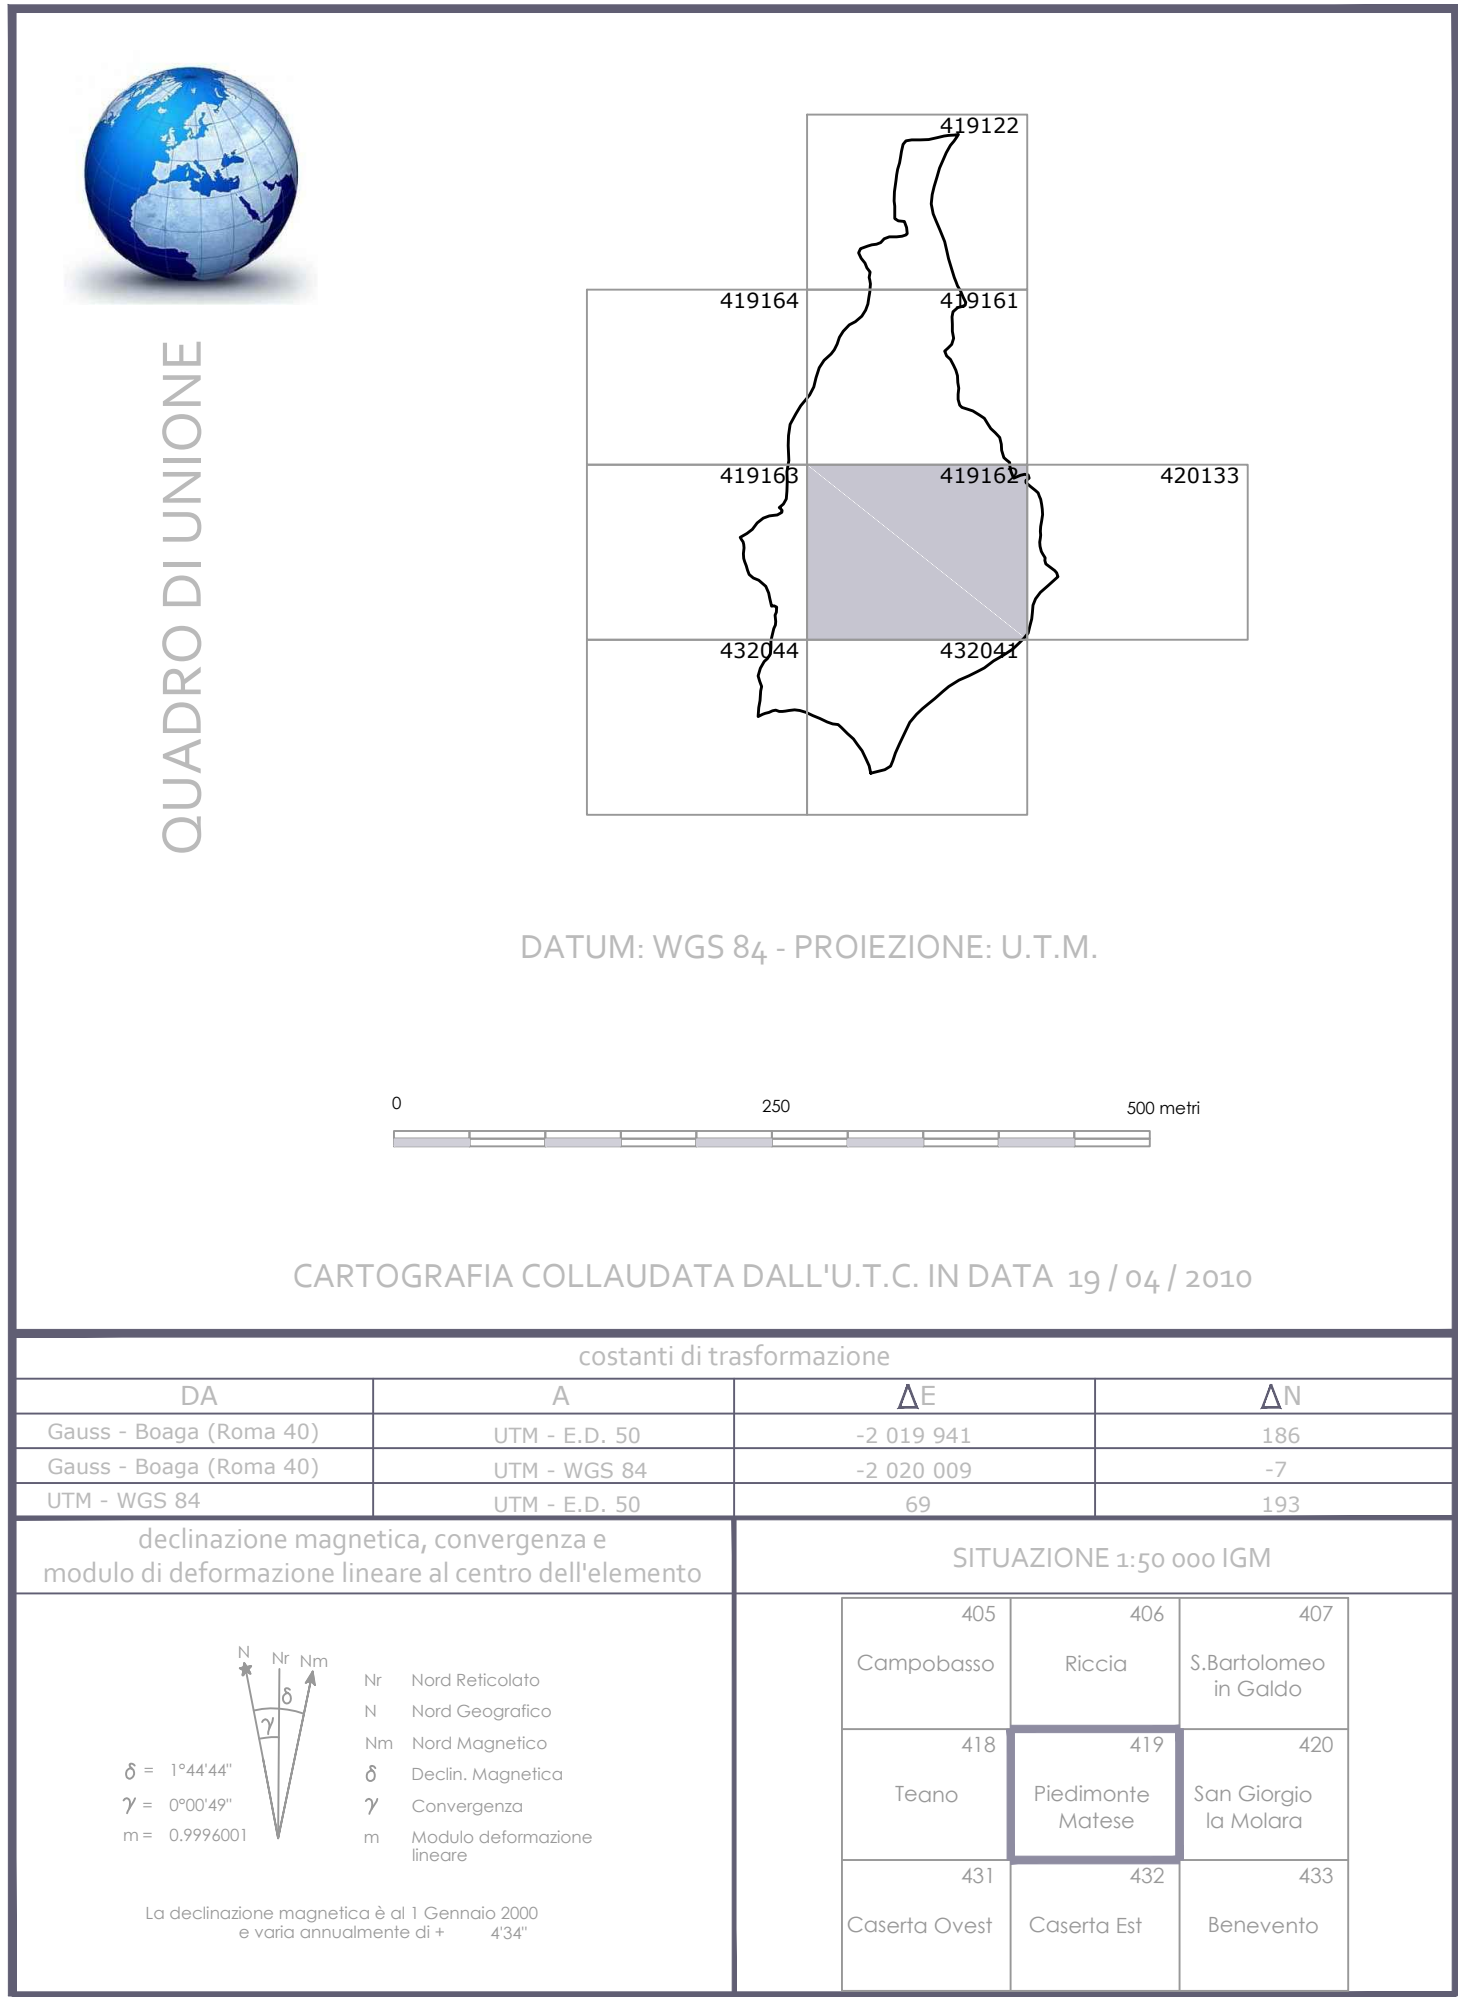 419122
419164 419161
QUADRO DI UNIONE
419163 419162 420133
432044 432041
DATUM: WGS 84 - PROIEZIONE: U.T.M.
0 250 500 metri
CARTOGRAFIA COLLAUDATA DALL'U.T.C. IN DATA 19 / 04 / 2010
costanti di trasformazione
DA A ΔE ΔN
Gauss - Boaga (Roma 40) UTM - E.D. 50 -2 019 941 186
Gauss - Boaga (Roma 40) UTM - WGS 84 -2 020 009 -7
UTM - WGS 84 UTM - E.D. 50 69 193
declinazione magnetica, convergenza e
modulo di deformazione lineare al centro dell'elemento
N Nr Nm
δ
γ
δ = 1°44'44"
γ = 0°00'49"
m = 0.9996001
Nr Nord Reticolato
N Nord Geografico
Nm Nord Magnetico
δ Declin. Magnetica
γ Convergenza
m Modulo deformazione
lineare
La declinazione magnetica è al 1 Gennaio 2000
e varia annualmente di + 4'34"
SITUAZIONE 1:50 000 IGM
405 406 407
Campobasso Riccia S.Bartolomeo
in Galdo
418 419 420
Teano Piedimonte San Giorgio
Matese la Molara
431 432 433
Caserta Ovest Caserta Est Benevento